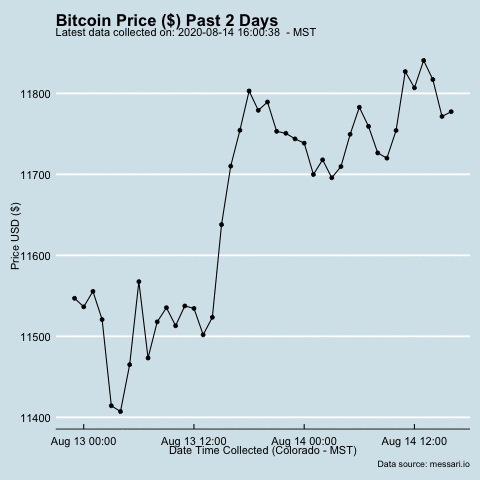 Bitcoin Price ($) Past 2 Days
Latest data collected on: 2020-08-14 16:00:38  - MST
11800
11700
11600
11500
11400
Price USD ($)
Aug 13 00:00 Aug 13 12:00 Aug 14 00:00 Aug 14 12:00
Date Time Collected (Colorado - MST)
Data source: messari.io